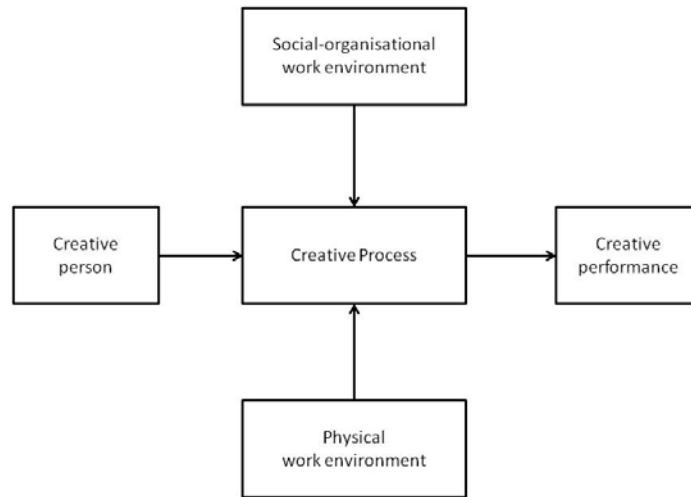 Social-organisational
work environment
Creative
person
Creative Process
Creative
performance
Physical
work environment